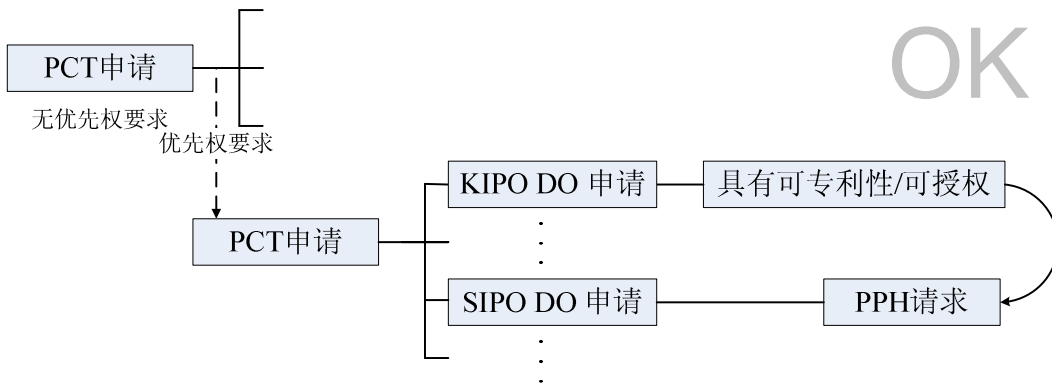 OK
PCT申请
无优先权要求
优先权要求
KIPO DO 申请
具有可专利性/可授权
PCT申请
SIPO DO 申请
PPH请求